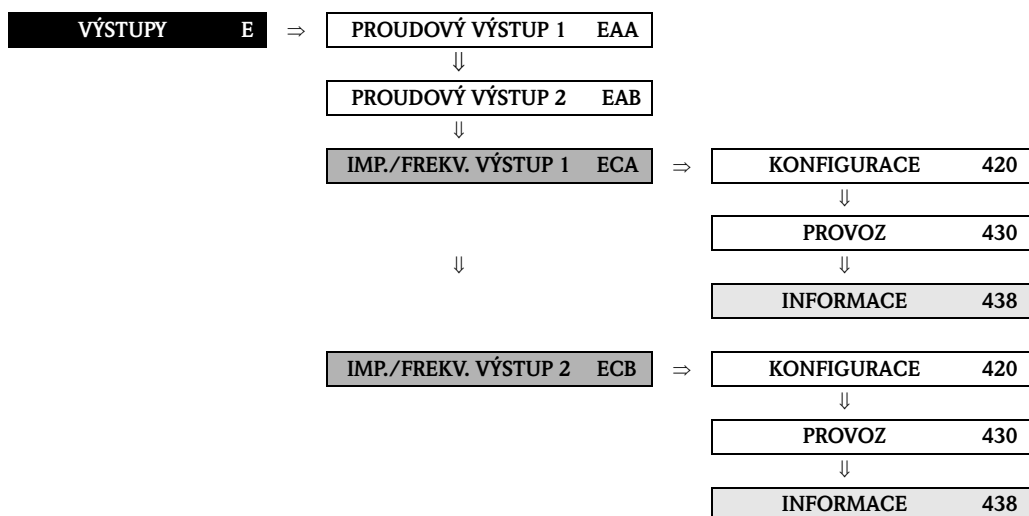 VÝSTUPY E ⇒ PROUDOVÝ VÝSTUP 1 EAA
⇓
PROUDOVÝ VÝSTUP 2 EAB
⇓
IMP./FREKV. VÝSTUP 1 ECA ⇒ KONFIGURACE 420
⇓
PROVOZ 430
⇓ ⇓
INFORMACE 438
IMP./FREKV. VÝSTUP 2 ECB ⇒ KONFIGURACE 420
⇓
PROVOZ 430
⇓
INFORMACE 438